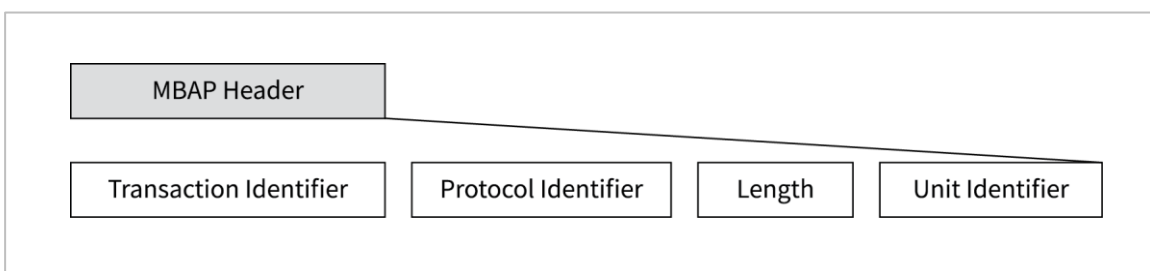 MBAP Header
Transaction Identifier Protocol Identifier Length Unit Identifier